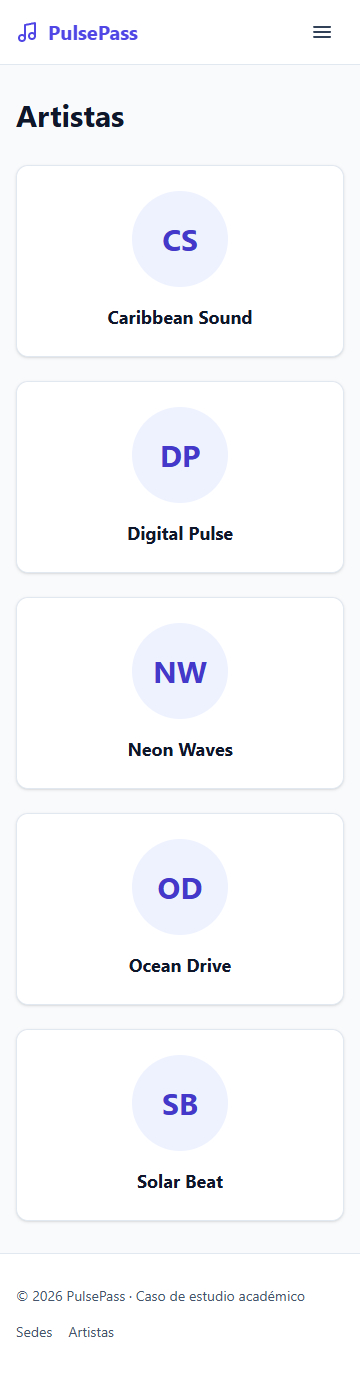 PulsePass
Artistas
CS
Caribbean Sound
DP
Digital Pulse
NW
Neon Waves
OD
Ocean Drive
SB
Solar Beat
© 2026 PulsePass · Caso de estudio académico
Sedes Artistas